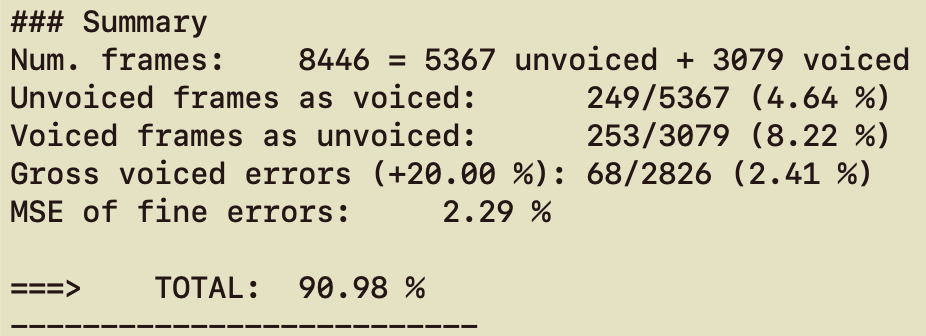 ### Summary
Num. frames:    8446 = 5367 unvoiced + 3079 voiced
Unvoiced frames as voiced:      249/5367 (4.64 %)
Voiced frames as unvoiced:      253/3079 (8.22 %)
Gross voiced errors (+20.00 %): 68/2826 (2.41 %)
MSE of fine errors:     2.29 %

===>    TOTAL:  90.98 %
--------------------------